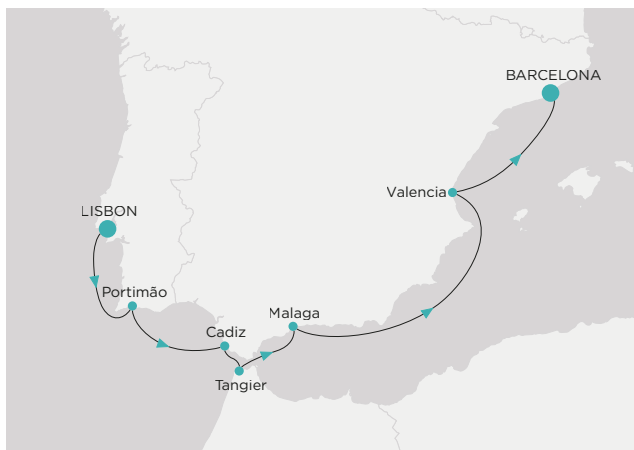 BARCELONA
Valencia
LISBON
Portimão
Malaga
Cadiz
Tangier